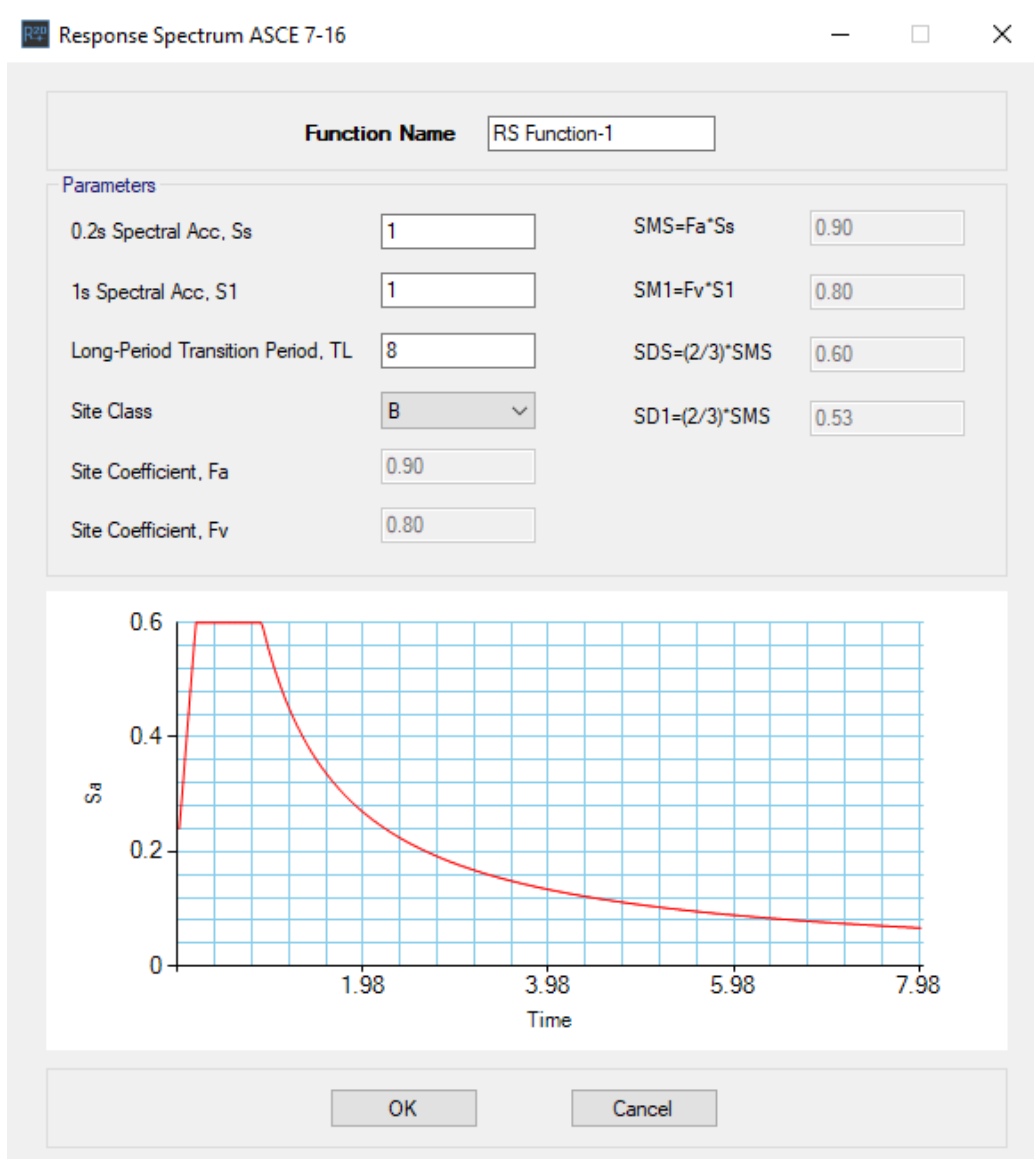 Response Spectrum ASCE 7-16
Function Name RS Function-1
Parameters
0.2s Spectral Acc, Ss 1
SMS=Fa*Ss 0.90
1s Spectral Acc, S1 1
SM1=Fv*S1 0.80
Long-Period Transition Period, TL 8
SDS=(2/3)*SMS 0.60
Site Class B
SD1=(2/3)*SMS 0.53
Site Coefficient, Fa 0.90
Site Coefficient, Fv 0.80
0.6
0.4
Sa
0.2
0
1.98 3.98 5.98 7.98
Time
OK Cancel